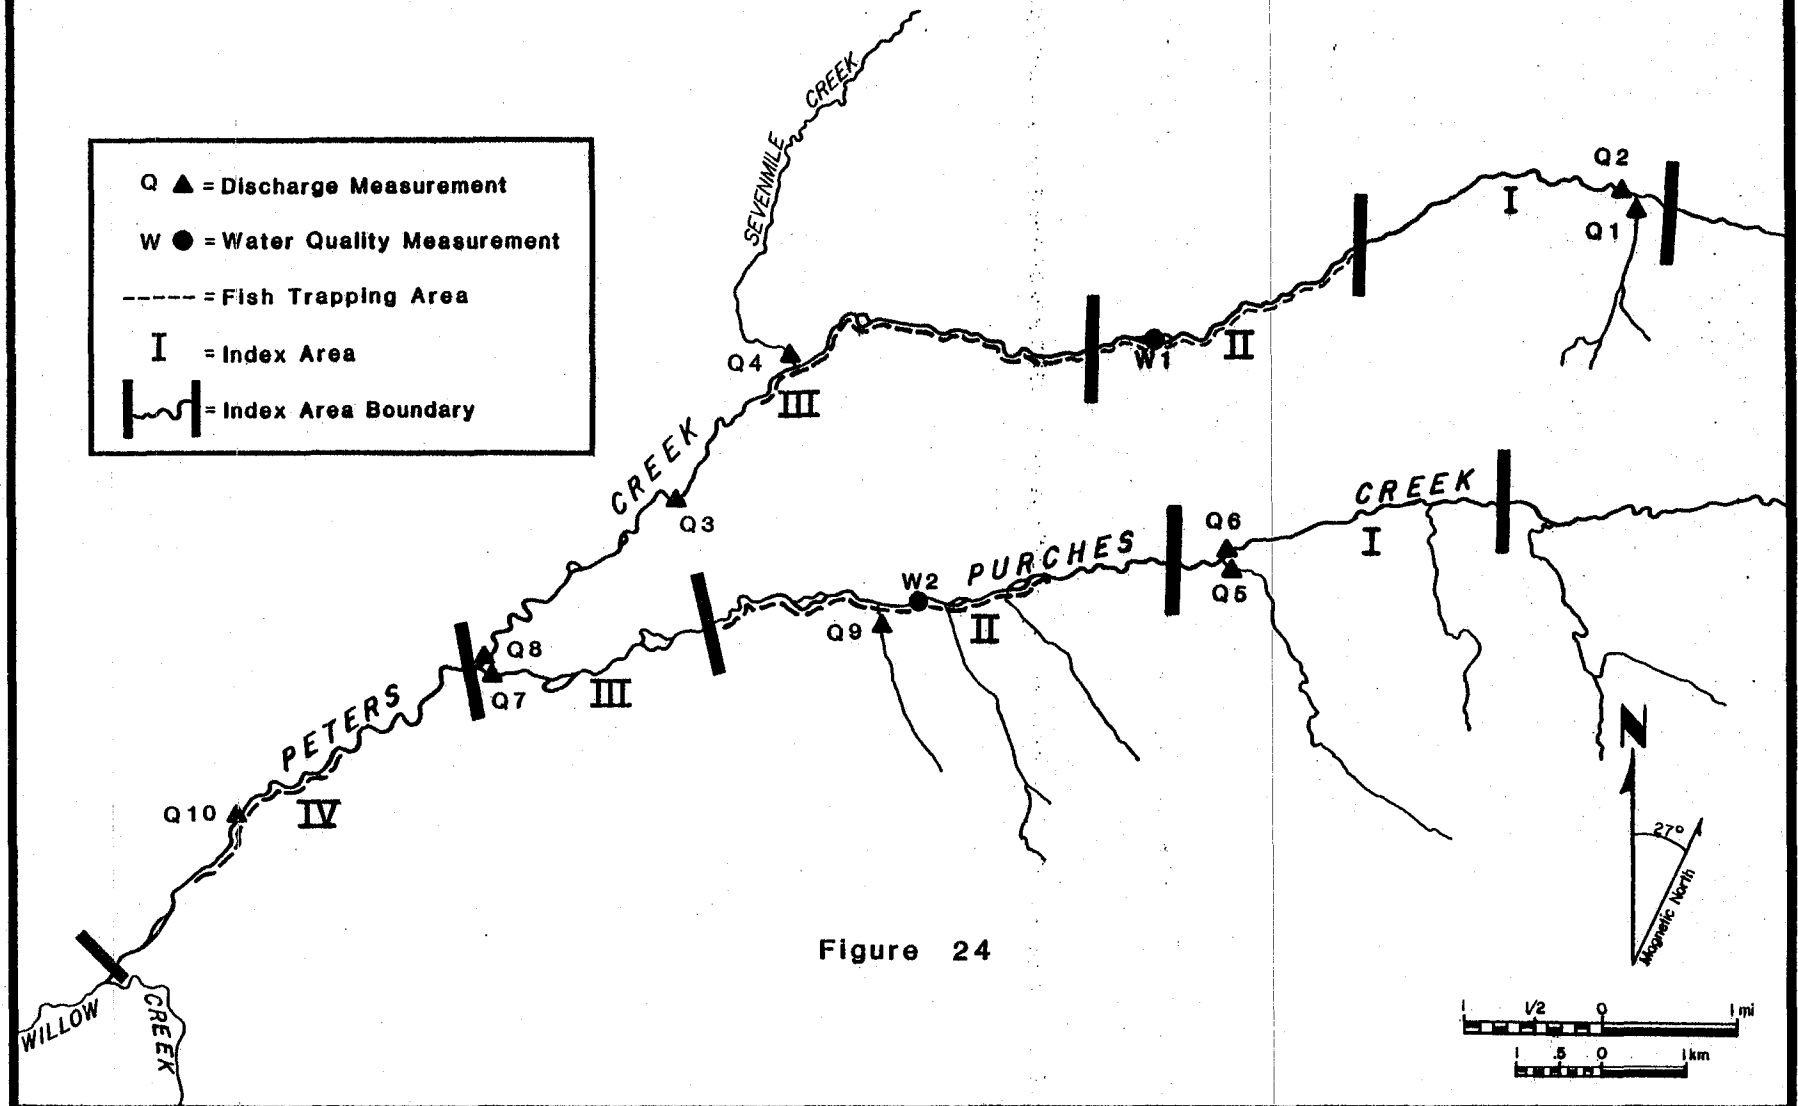 Q ▲ = Discharge Measurement
W ● = Water Quality Measurement
------ = Fish Trapping Area
I = Index Area
= Index Area Boundary
SEVENMILE CREEK
Q2
I
Q1
Q4
III
W1
II
CREEK
Q3
CREEK
Q6
I
Q5
PURCHES
W2
Q9
II
Q8
Q7
III
PETERS
Q10
IV
N
27°
Magnetic North
Figure 24
WILLOW CREEK
1 1/2 0 1 mi
1 .5 0 1 km